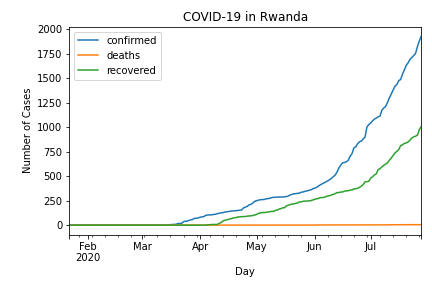 COVID-19 in Rwanda
confirmed
deaths
recovered
Number of Cases
2000
1750
1500
1250
1000
750
500
250
0
Feb
2020
Mar
Apr
May
Jun
Jul
Day